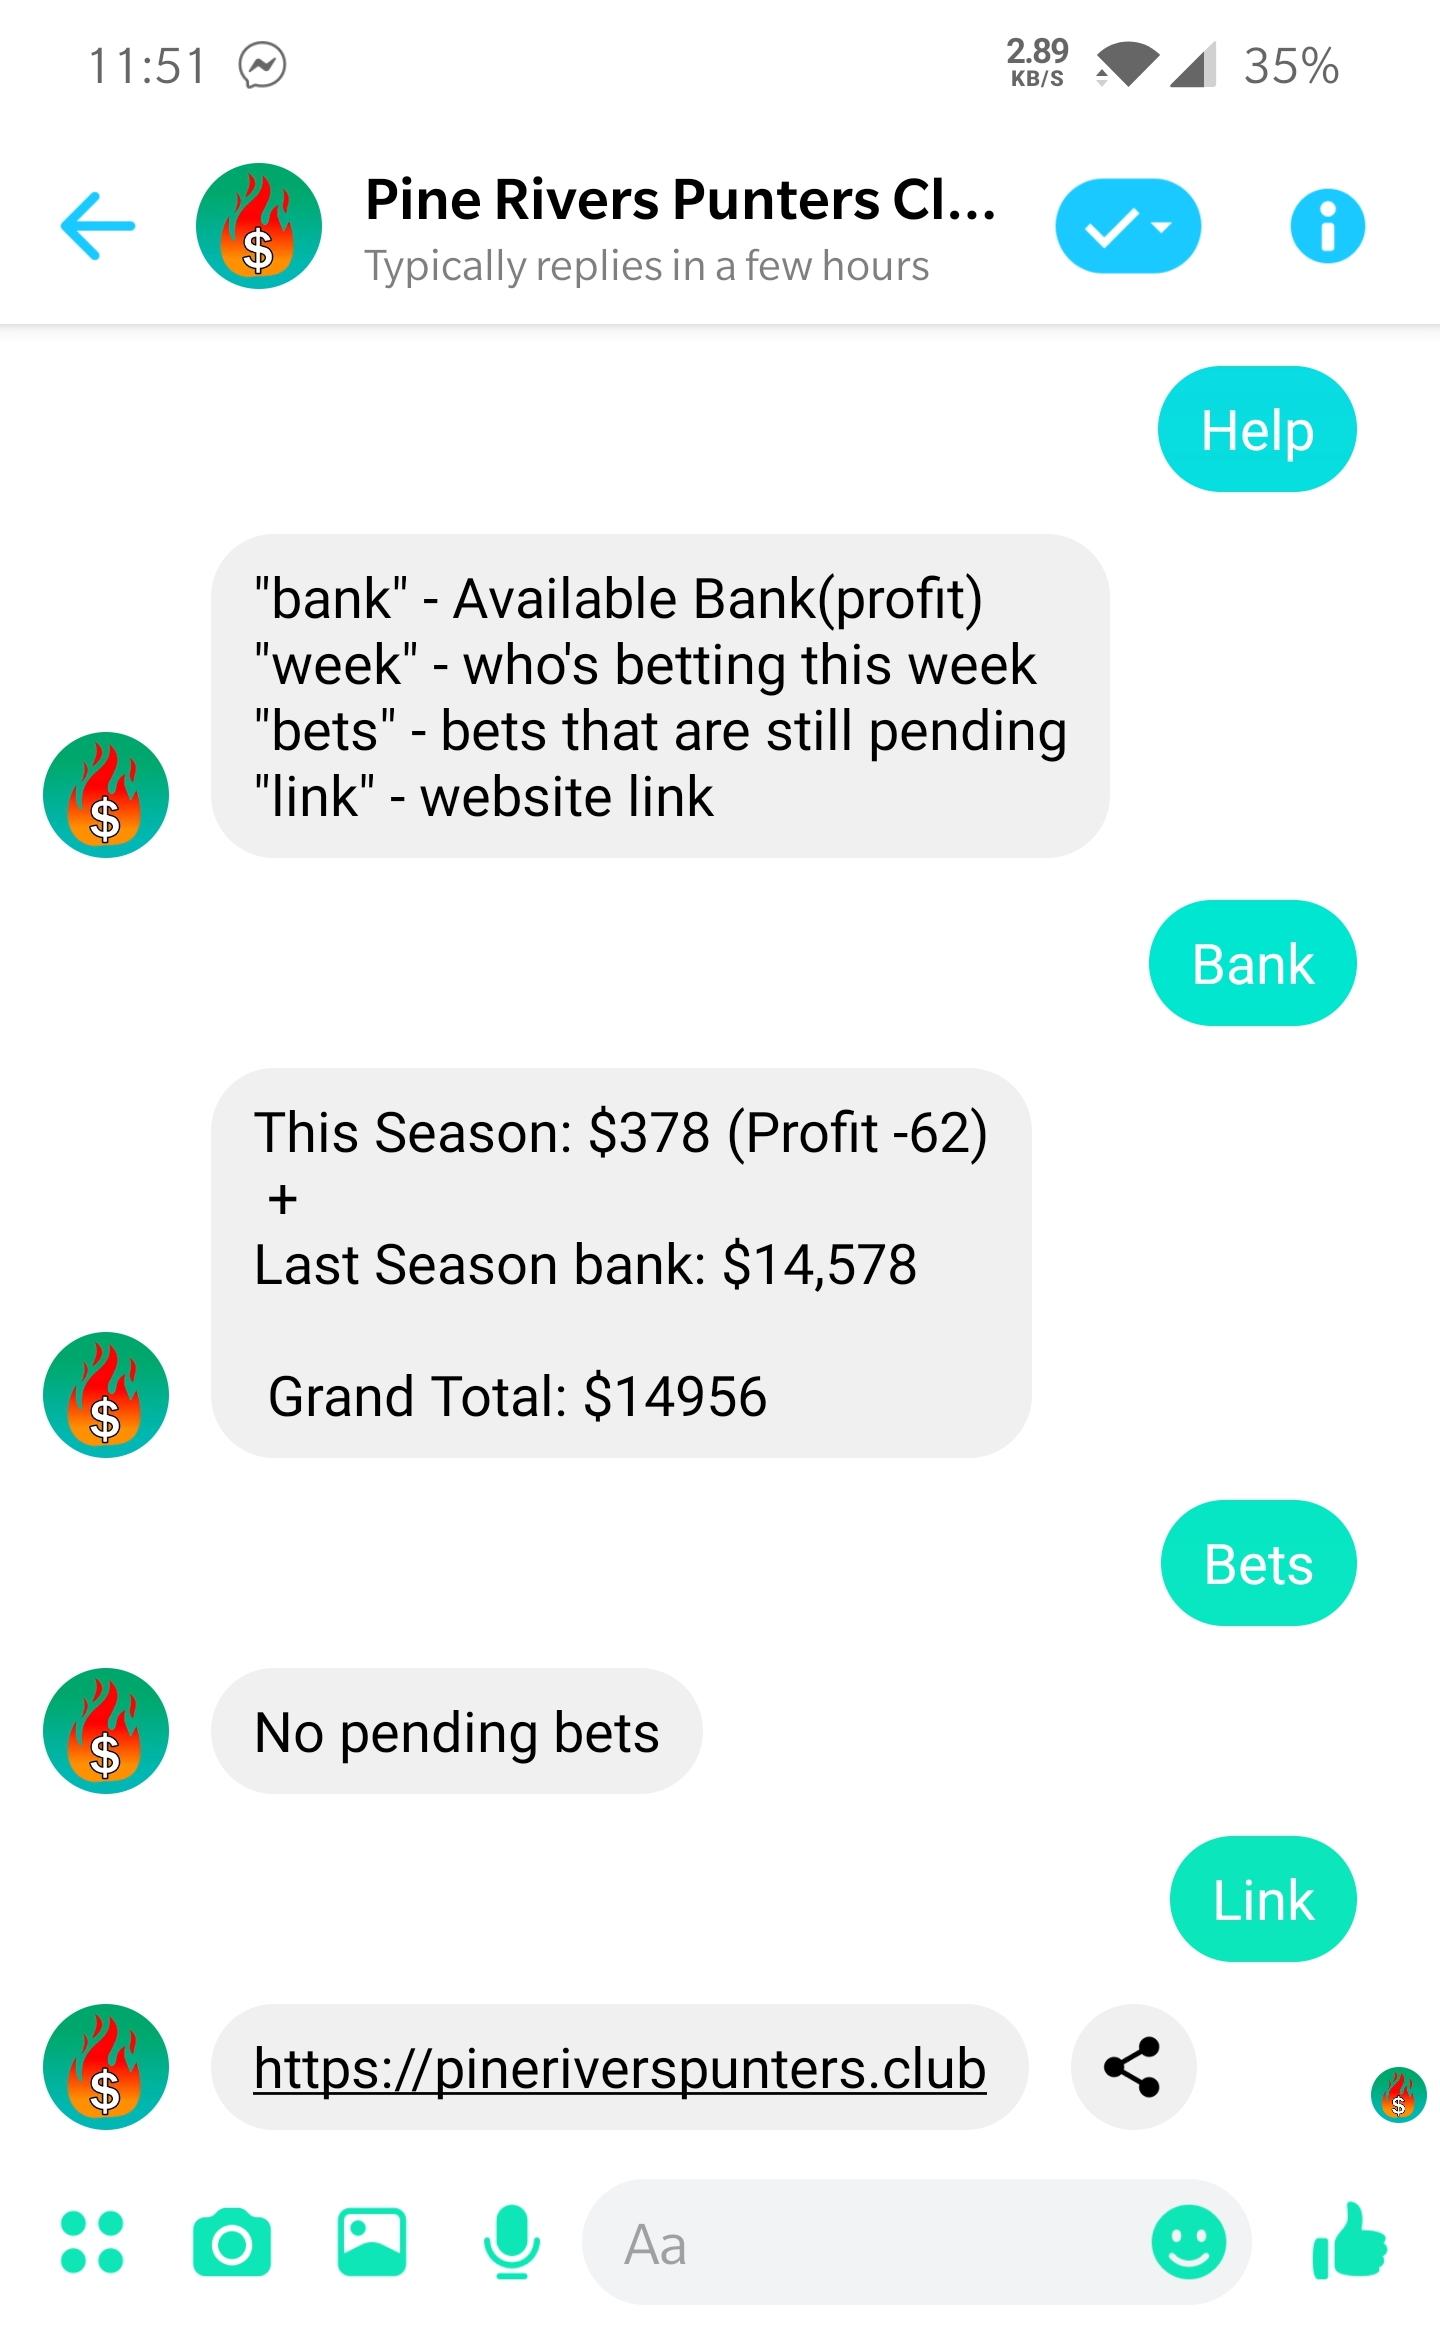 11:51
2.89
KB/S
35%
Pine Rivers Punters Cl...
Typically replies in a few hours
Help
"bank" - Available Bank(profit)
"week" - who's betting this week
"bets" - bets that are still pending
"link" - website link
$
Bank
This Season: $378 (Profit -62)
+
Last Season bank: $14,578
Grand Total: $14956
$
Bets
No pending bets
$
Link
https://pineriverspunters.club
$
Aa